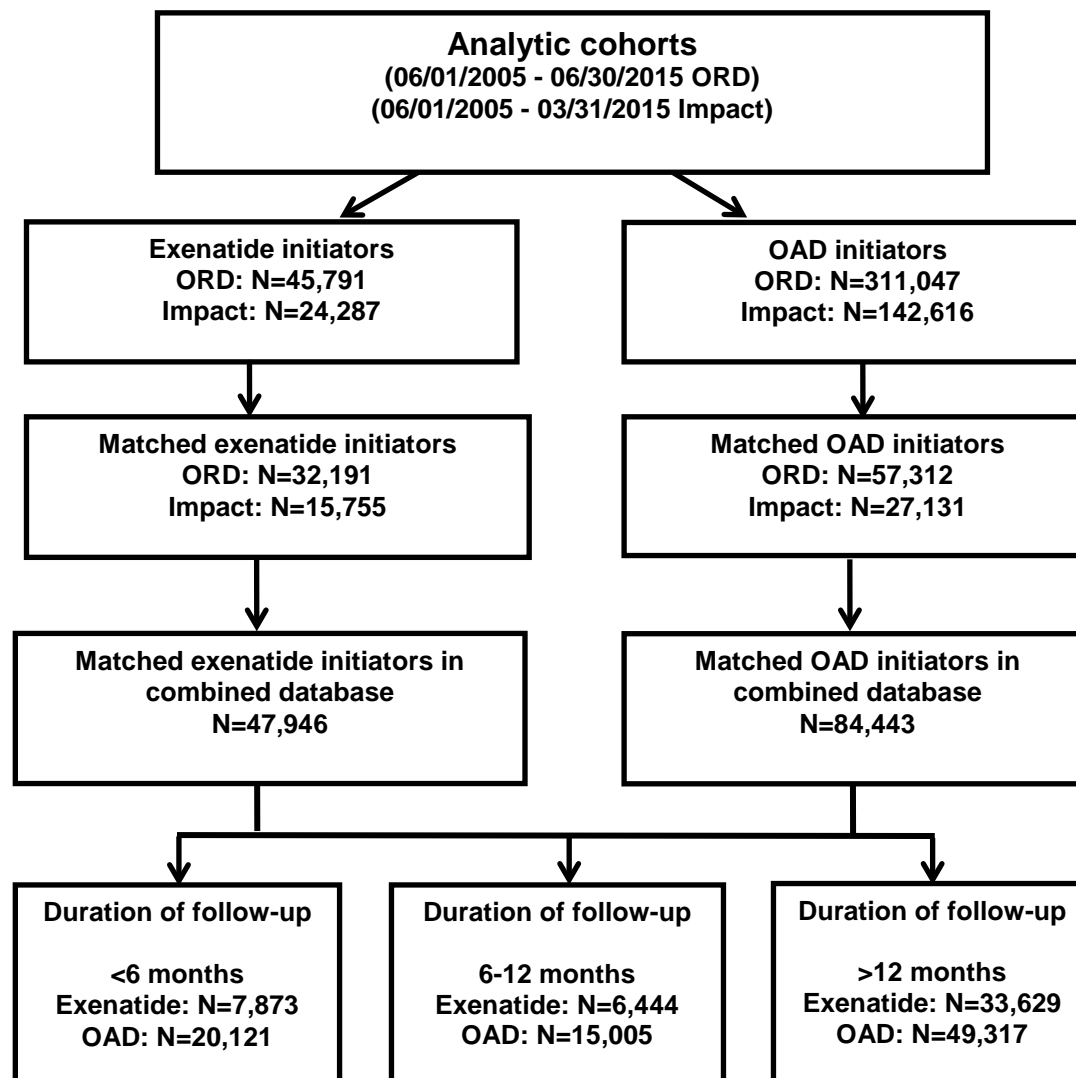 Analytic cohorts
(06/01/2005 - 06/30/2015 ORD)
(06/01/2005 - 03/31/2015 Impact)
Exenatide initiators
ORD: N=45,791
Impact: N=24,287
OAD initiators
ORD: N=311,047
Impact: N=142,616
Matched exenatide initiators
ORD: N=32,191
Impact: N=15,755
Matched OAD initiators
ORD: N=57,312
Impact: N=27,131
Matched exenatide initiators in
combined database
N=47,946
Matched OAD initiators in
combined database
N=84,443
Duration of follow-up
<6 months
Exenatide: N=7,873
OAD: N=20,121
Duration of follow-up
6-12 months
Exenatide: N=6,444
OAD: N=15,005
Duration of follow-up
>12 months
Exenatide: N=33,629
OAD: N=49,317